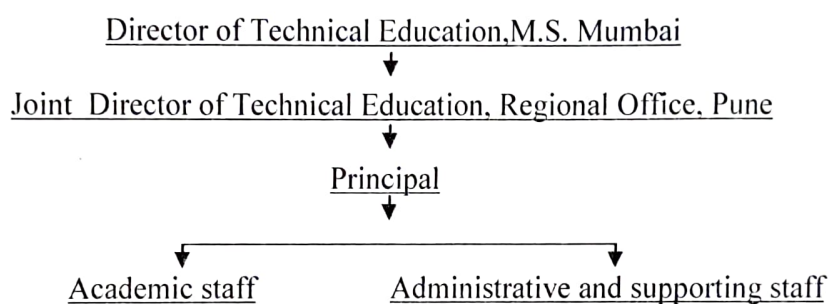 Director of Technical Education,M.S. Mumbai
Joint Director of Technical Education, Regional Office, Pune
Principal
Academic staff
Administrative and supporting staff